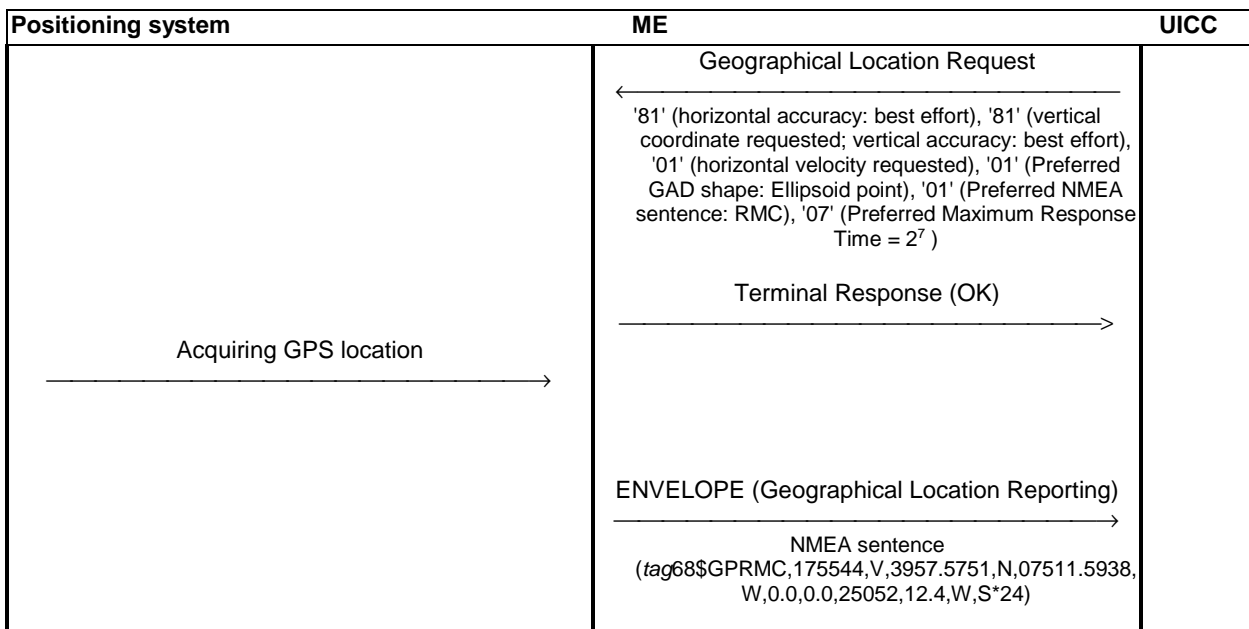 Positioning system ME UICC
Geographical Location Request
'81' (horizontal accuracy: best effort), '81' (vertical
coordinate requested; vertical accuracy: best effort),
'01' (horizontal velocity requested), '01' (Preferred
GAD shape: Ellipsoid point), '01' (Preferred NMEA
sentence: RMC), '07' (Preferred Maximum Response
Time = 2⁷ )
Terminal Response (OK)
Acquiring GPS location
ENVELOPE (Geographical Location Reporting)
NMEA sentence
(tag68$GPRMC,175544,V,3957.5751,N,07511.5938,
W,0.0,0.0,25052,12.4,W,S*24)